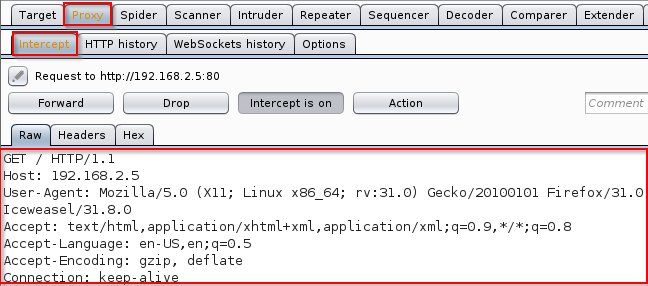 Target Proxy Spider Scanner Intruder Repeater Sequencer Decoder Comparer Extender
Intercept HTTP history WebSockets history Options
Request to http://192.168.2.5:80
Forward Drop Intercept is on Action Comment
Raw Headers Hex
GET / HTTP/1.1
Host: 192.168.2.5
User-Agent: Mozilla/5.0 (X11; Linux x86_64; rv:31.0) Gecko/20100101 Firefox/31.0
Iceweasel/31.8.0
Accept: text/html,application/xhtml+xml,application/xml;q=0.9,*/*;q=0.8
Accept-Language: en-US,en;q=0.5
Accept-Encoding: gzip, deflate
Connection: keep-alive